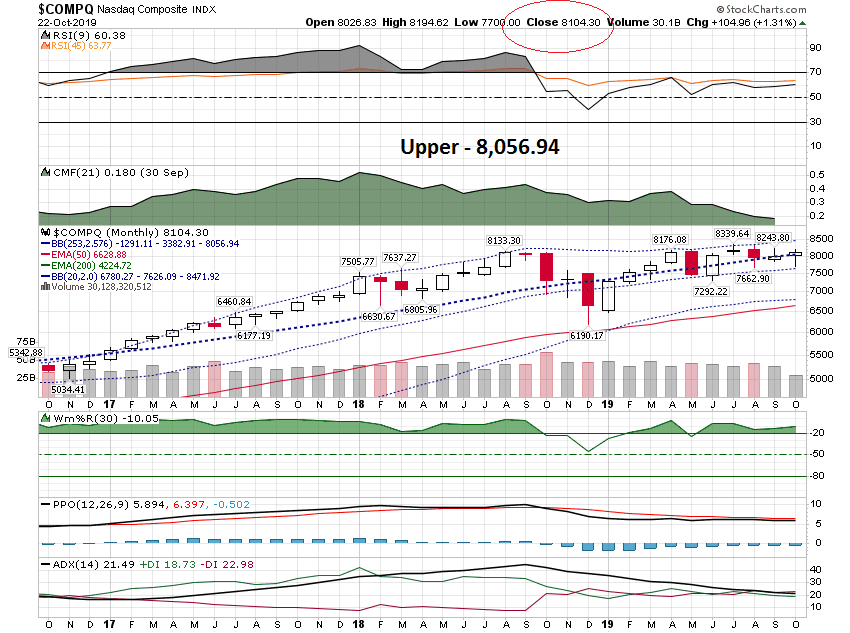 $COMPQ Nasdaq Composite INDX
© StockCharts.com
22-Oct-2019
Open 8026.83 High 8194.62 Low 7700.00 Close 8104.30 Volume 30.1B Chg +104.96 (+1.31%)
RSI(9) 60.38
RSI(45) 63.77
90
70
50
30
10
Upper - 8,056.94
CMF(21) 0.180 (30 Sep)
0.5
0.4
0.3
0.2
$COMPQ (Monthly) 8104.30
BB(253,2.576) -1291.11 - 3382.91 - 8056.94
EMA(50) 6628.88
EMA(200) 4224.72
BB(20,2.0) 6780.27 - 7626.09 - 8471.92
Volume 30,128,320,512
7505.77
7637.27
8133.30
8176.08
8339.64
8243.80
6460.84
6177.19
6630.67
6805.96
6190.17
7292.22
7662.90
5342.88
5034.41
8500
8000
7500
7000
6500
6000
5500
5000
75B
50B
25B
O N D 17 F M A M J J A S O N D 18 F M A M J J A S O N D 19 F M A M J J A S O
Wm%R(30) -10.05
-20
-50
-80
PPO(12,26,9) 5.894, 6.397, -0.502
10
5
0
ADX(14) 21.49 +DI 18.73 -DI 22.98
40
30
20
10
O N D 17 F M A M J J A S O N D 18 F M A M J J A S O N D 19 F M A M J J A S O